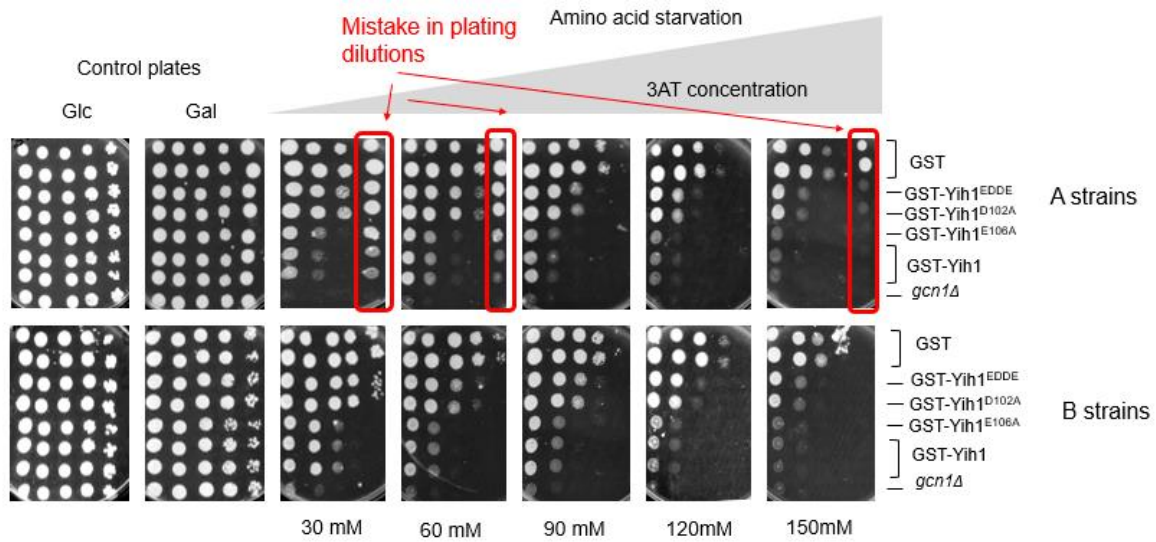 Amino acid starvation
Mistake in plating
dilutions
Control plates
3AT concentration
Glc Gal
GST
GST-Yih1ᴱᴰᴰᴱ
GST-Yih1ᴰ¹⁰²ᴬ
GST-Yih1ᴱ¹⁰⁶ᴬ
GST-Yih1
gcn1Δ
A strains
GST
GST-Yih1ᴱᴰᴰᴱ
GST-Yih1ᴰ¹⁰²ᴬ
GST-Yih1ᴱ¹⁰⁶ᴬ
GST-Yih1
gcn1Δ
B strains
30 mM 60 mM 90 mM 120mM 150mM